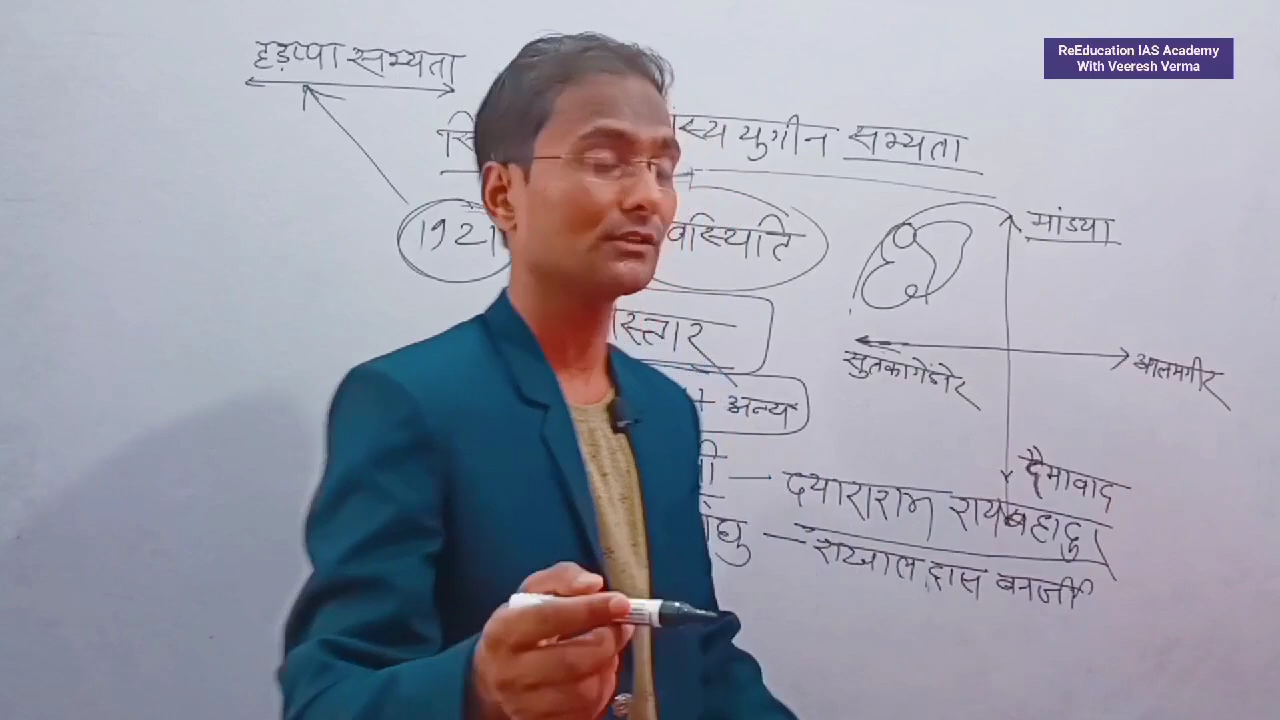 ReEducation IAS Academy
With Veeresh Verma
हड़प्पा सभ्यता
स्य युगीन सभ्यता
1921
वस्थिति
मांड्या
स्तार
सुतकांगेंडोर
आलमगीर
+ अन्य
दैमावाद
— दयाराम रायबहादु
— राखाल दास बनर्जी